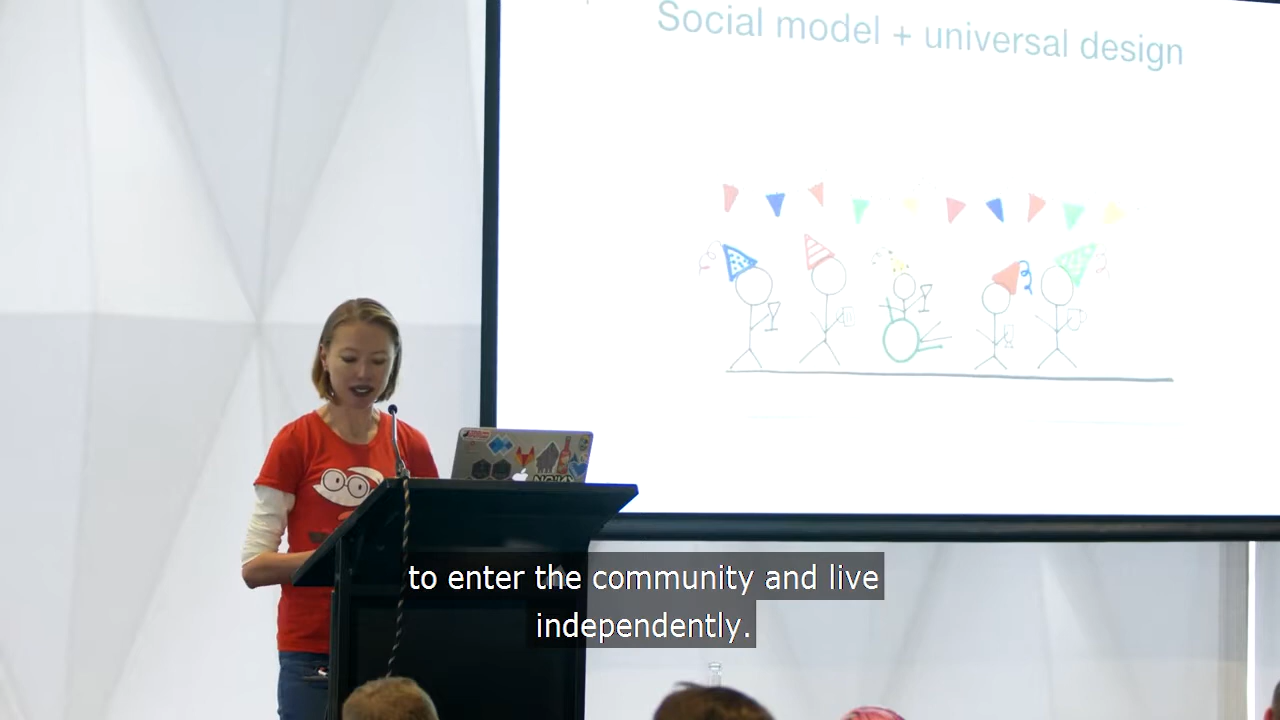 Social model + universal design
to enter the community and live
independently.